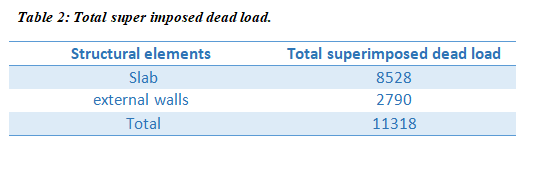 Table 2: Total super imposed dead load.
Structural elements Total superimposed dead load
Slab 8528
external walls 2790
Total 11318